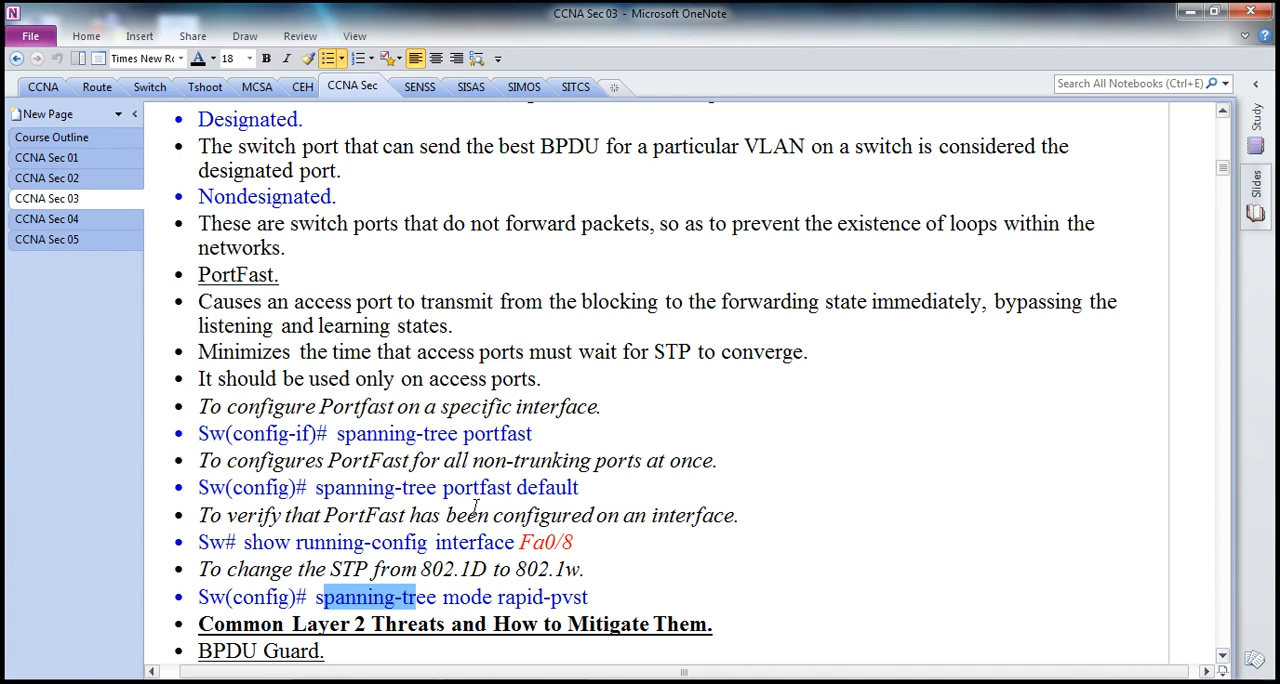 CCNA Sec 03 - Microsoft OneNote
File Home Insert Share Draw Review View
Times New Ro 18 B I
CCNA Route Switch Tshoot MCSA CEH CCNA Sec SENSS SISAS SIMOS SITCS
Search All Notebooks (Ctrl+E)
New Page
Course Outline
CCNA Sec 01
CCNA Sec 02
CCNA Sec 03
CCNA Sec 04
CCNA Sec 05
• Designated.
• The switch port that can send the best BPDU for a particular VLAN on a switch is considered the
designated port.
• Nondesignated.
• These are switch ports that do not forward packets, so as to prevent the existence of loops within the
networks.
• PortFast.
• Causes an access port to transmit from the blocking to the forwarding state immediately, bypassing the
listening and learning states.
• Minimizes the time that access ports must wait for STP to converge.
• It should be used only on access ports.
• To configure Portfast on a specific interface.
• Sw(config-if)# spanning-tree portfast
• To configures PortFast for all non-trunking ports at once.
• Sw(config)# spanning-tree portfast default
• To verify that PortFast has been configured on an interface.
• Sw# show running-config interface Fa0/8
• To change the STP from 802.1D to 802.1w.
• Sw(config)# spanning-tree mode rapid-pvst
• Common Layer 2 Threats and How to Mitigate Them.
• BPDU Guard.
Study
Slides